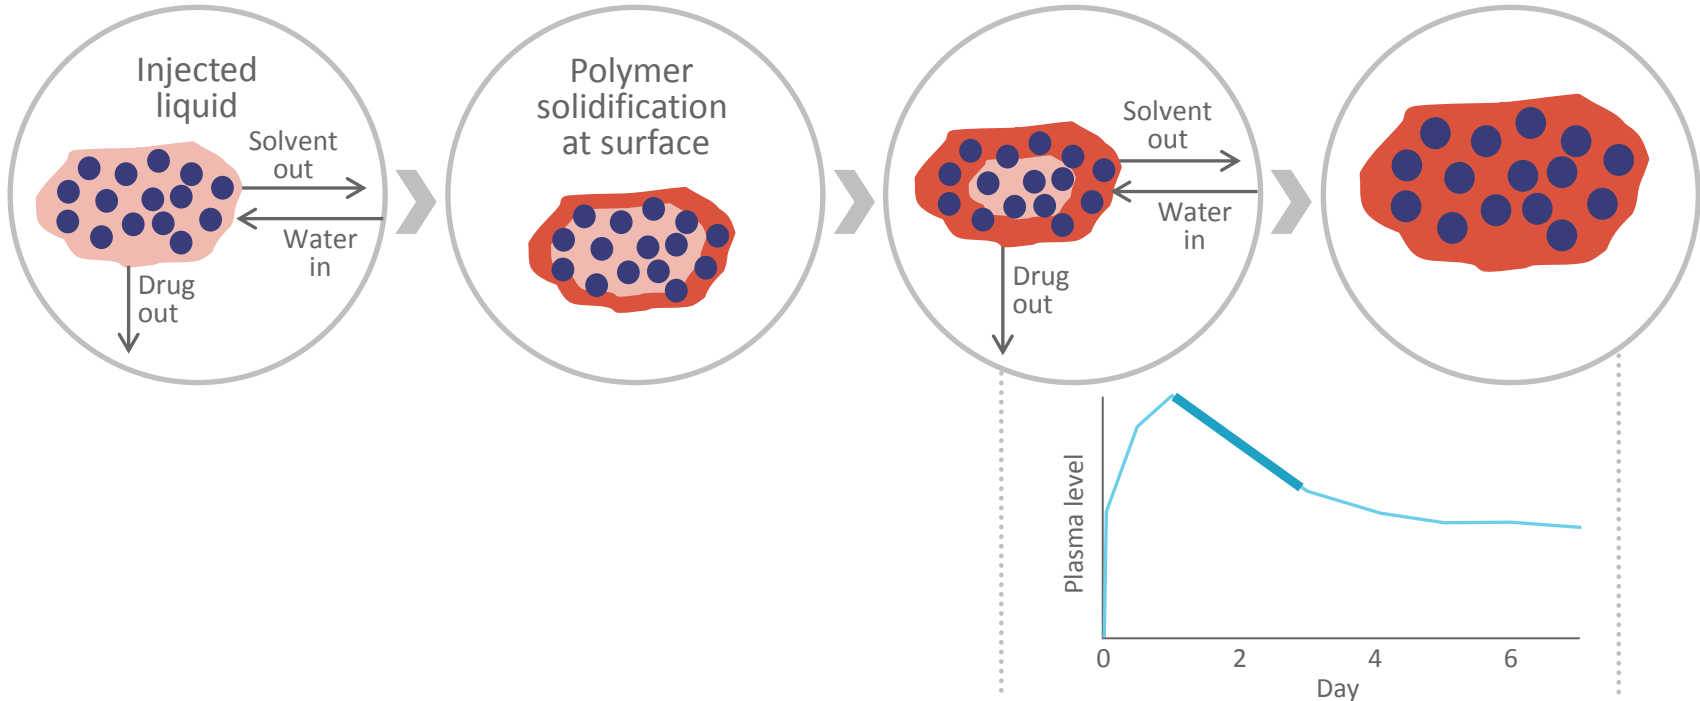 Injected
liquid
Solvent
out
Water
in
Drug
out
Polymer
solidification
at surface
Solvent
out
Water
in
Drug
out
Plasma level
0 2 4 6
Day